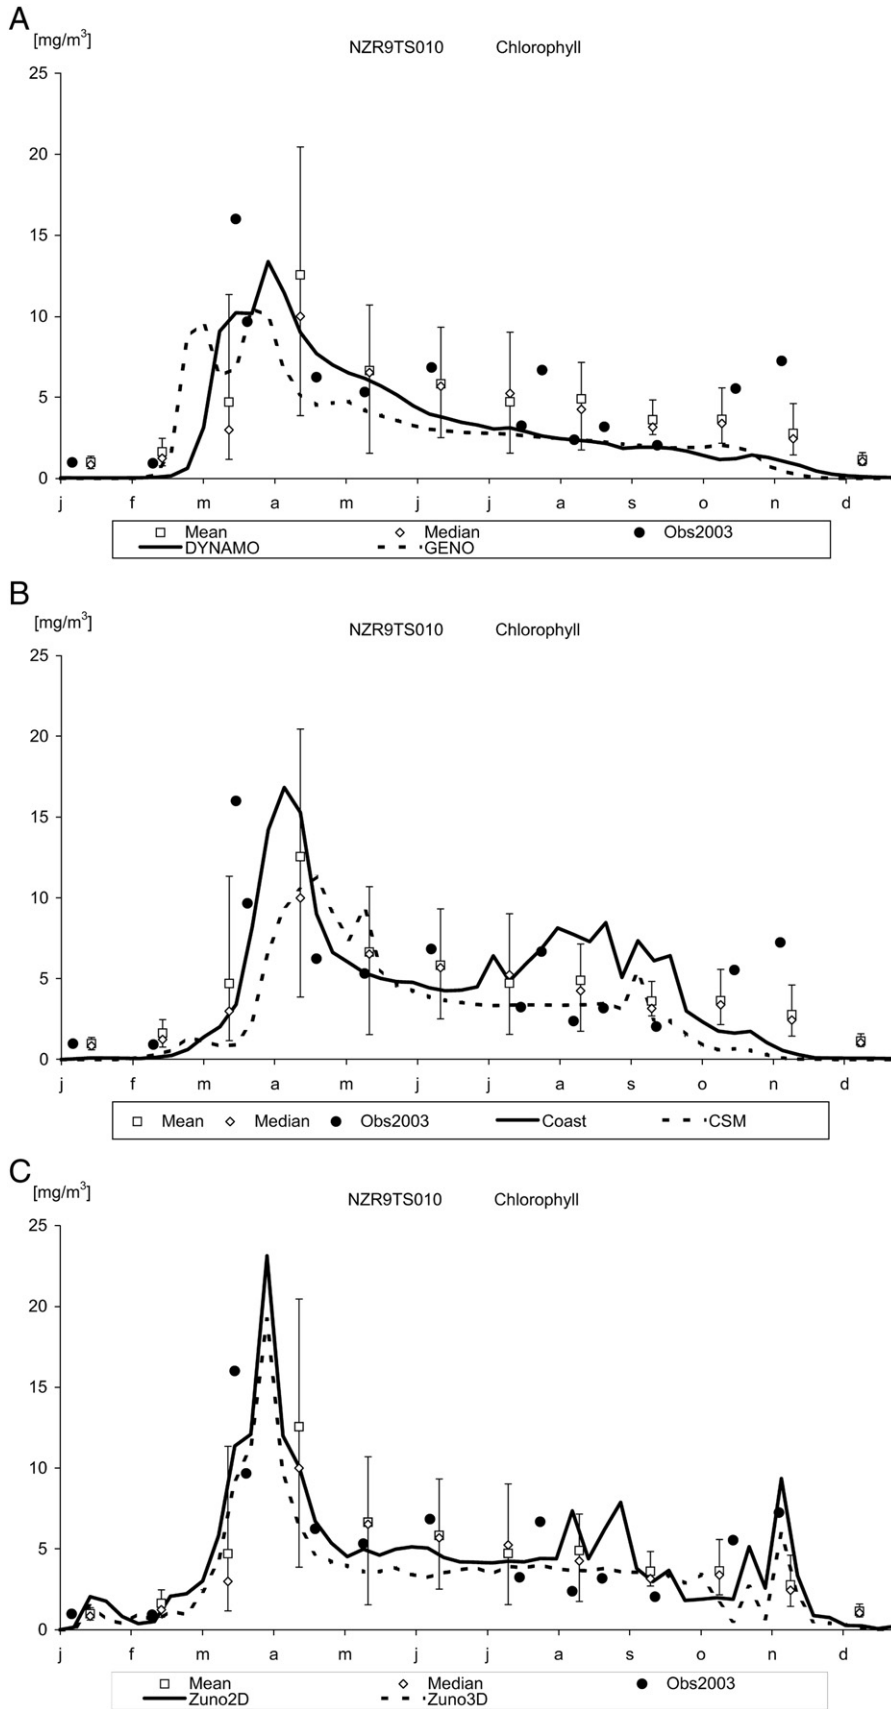 A
[mg/m³]
NZR9TS010 Chlorophyll
25
20
15
10
5
0
j f m a m j j a s o n d
Mean Median Obs2003
DYNAMO GENO
B
[mg/m³]
NZR9TS010 Chlorophyll
25
20
15
10
5
0
j f m a m j j a s o n d
Mean Median Obs2003 Coast CSM
C
[mg/m³]
NZR9TS010 Chlorophyll
25
20
15
10
5
0
j f m a m j j a s o n d
Mean Median Obs2003
Zuno2D Zuno3D